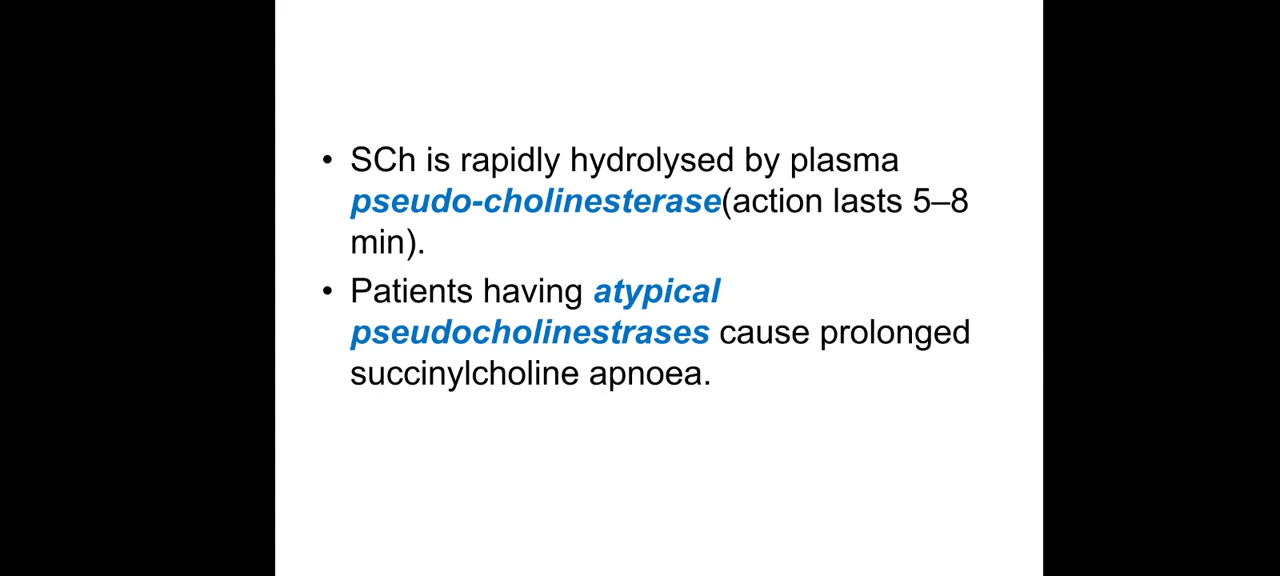 • SCh is rapidly hydrolysed by plasma
pseudo-cholinesterase(action lasts 5–8
min).
• Patients having atypical
pseudocholinestrases cause prolonged
succinylcholine apnoea.